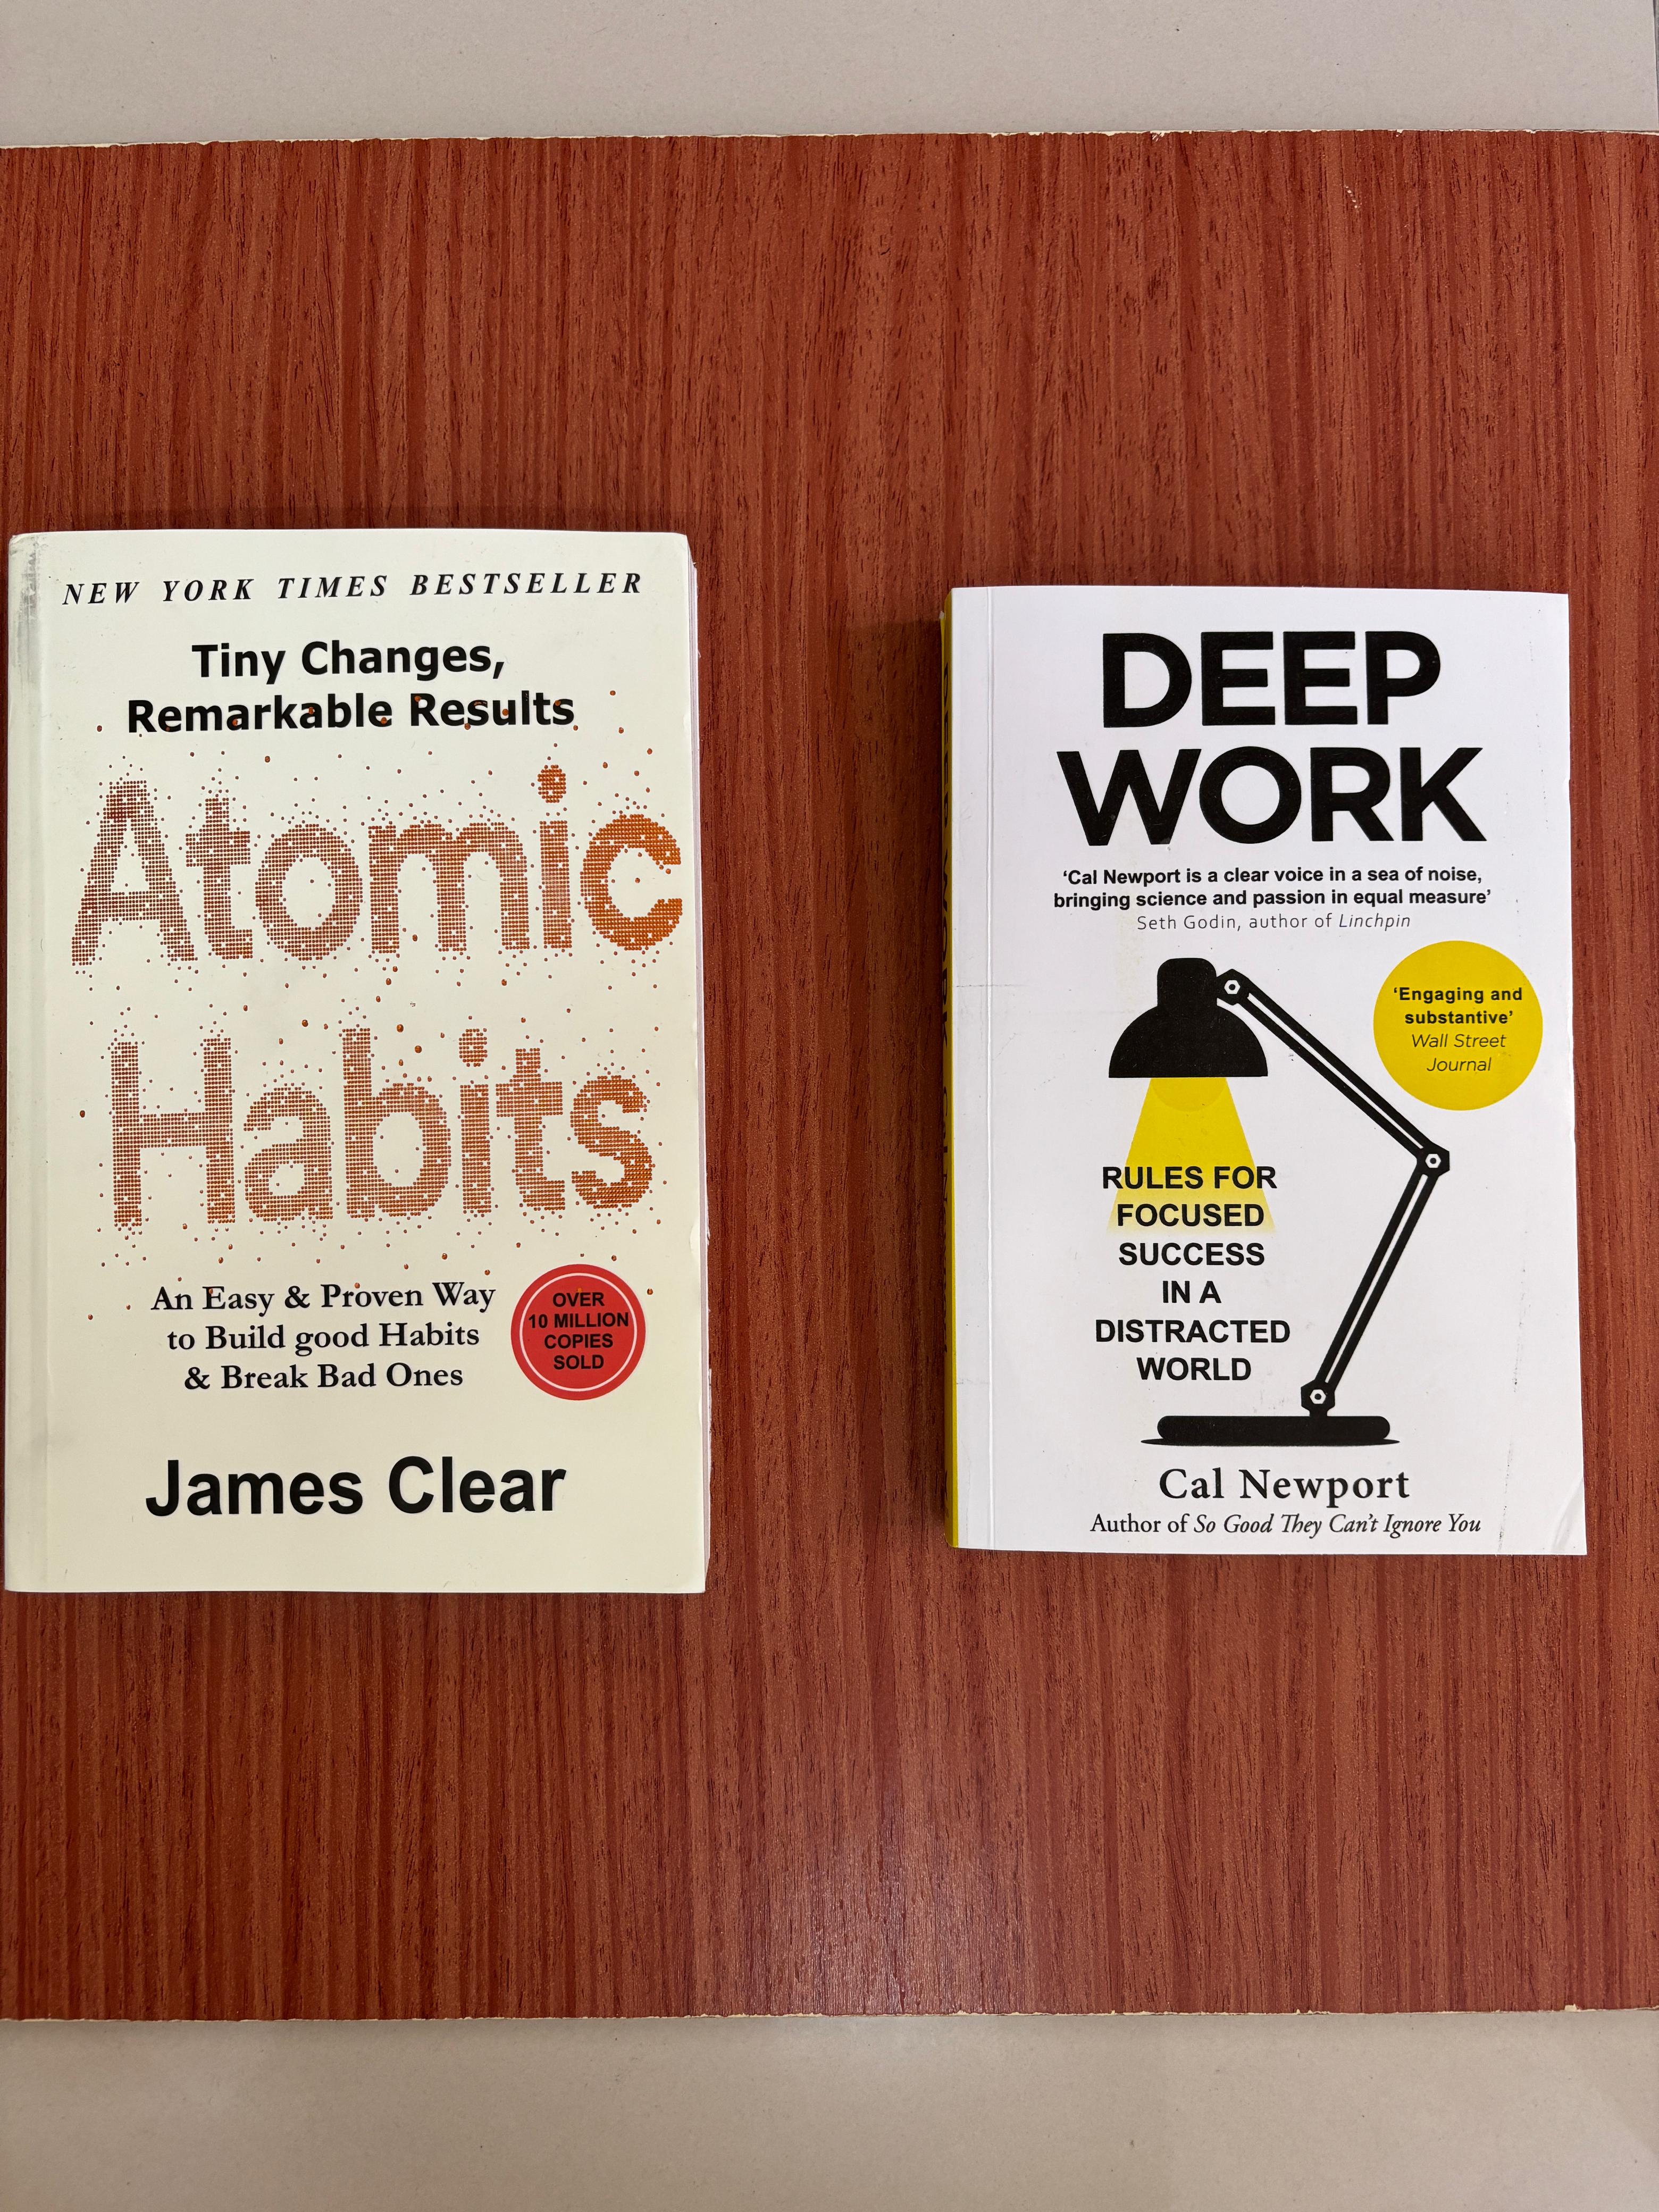 NEW YORK TIMES BESTSELLER
Tiny Changes,
Remarkable Results
Atomic
Habits
An Easy & Proven Way
to Build good Habits
& Break Bad Ones
OVER
10 MILLION
COPIES
SOLD
James Clear
DEEP
WORK
‘Cal Newport is a clear voice in a sea of noise,
bringing science and passion in equal measure’
Seth Godin, author of Linchpin
‘Engaging and
substantive’
Wall Street
Journal
RULES FOR
FOCUSED
SUCCESS
IN A
DISTRACTED
WORLD
Cal Newport
Author of So Good They Can't Ignore You